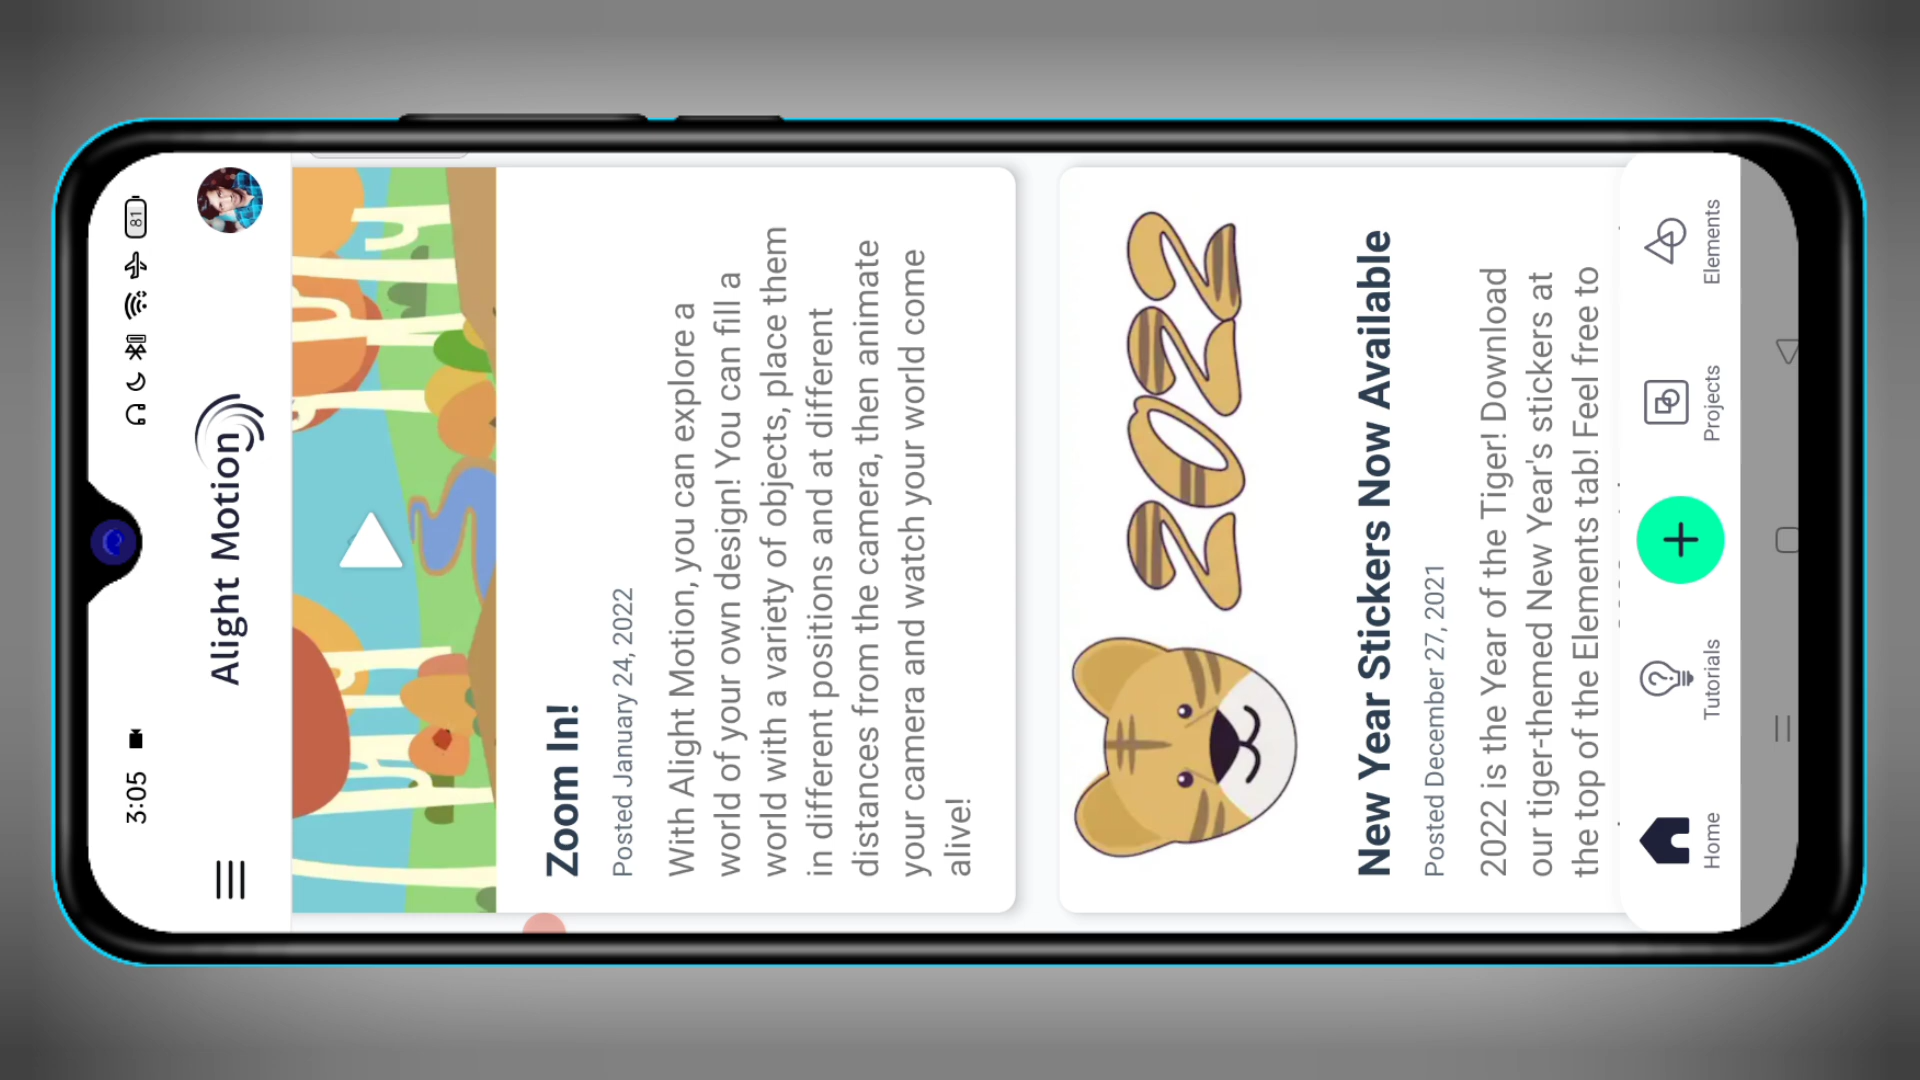 3:05
81
Alight Motion
Zoom In!
Posted January 24, 2022
With Alight Motion, you can explore a
world of your own design! You can fill a
world with a variety of objects, place them
in different positions and at different
distances from the camera, then animate
your camera and watch your world come
alive!
2022
New Year Stickers Now Available
Posted December 27, 2021
2022 is the Year of the Tiger! Download
our tiger-themed New Year's stickers at
the top of the Elements tab! Feel free to
Home
Tutorials
Projects
Elements